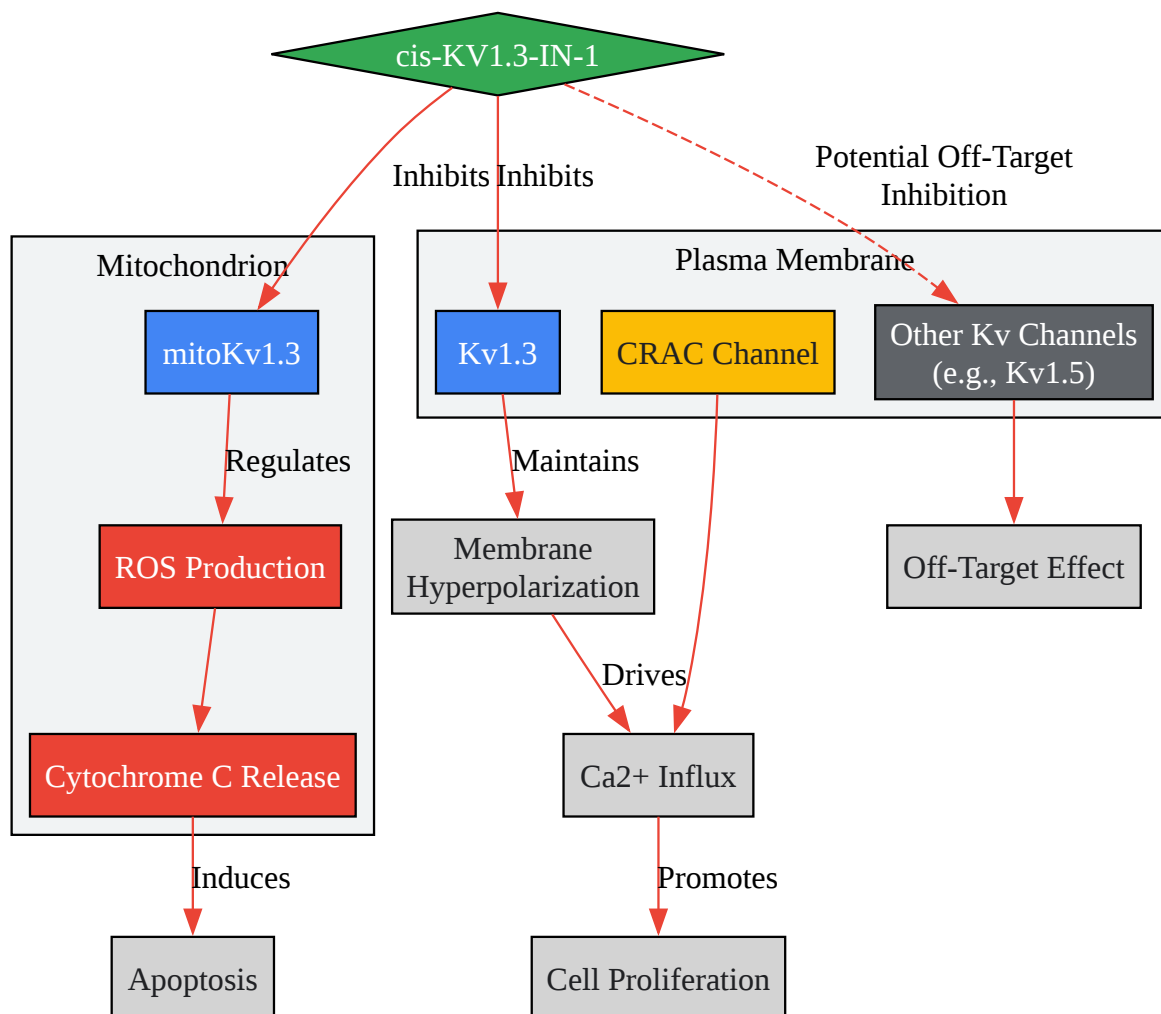 cis-KV1.3-IN-1
Inhibits
Inhibits
Potential Off-Target
Inhibition
Mitochondrion
Plasma Membrane
mitoKv1.3
Kv1.3
CRAC Channel
Other Kv Channels
(e.g., Kv1.5)
Regulates
Maintains
ROS Production
Membrane
Hyperpolarization
Off-Target Effect
Drives
Cytochrome C Release
Ca2+ Influx
Induces
Promotes
Apoptosis
Cell Proliferation